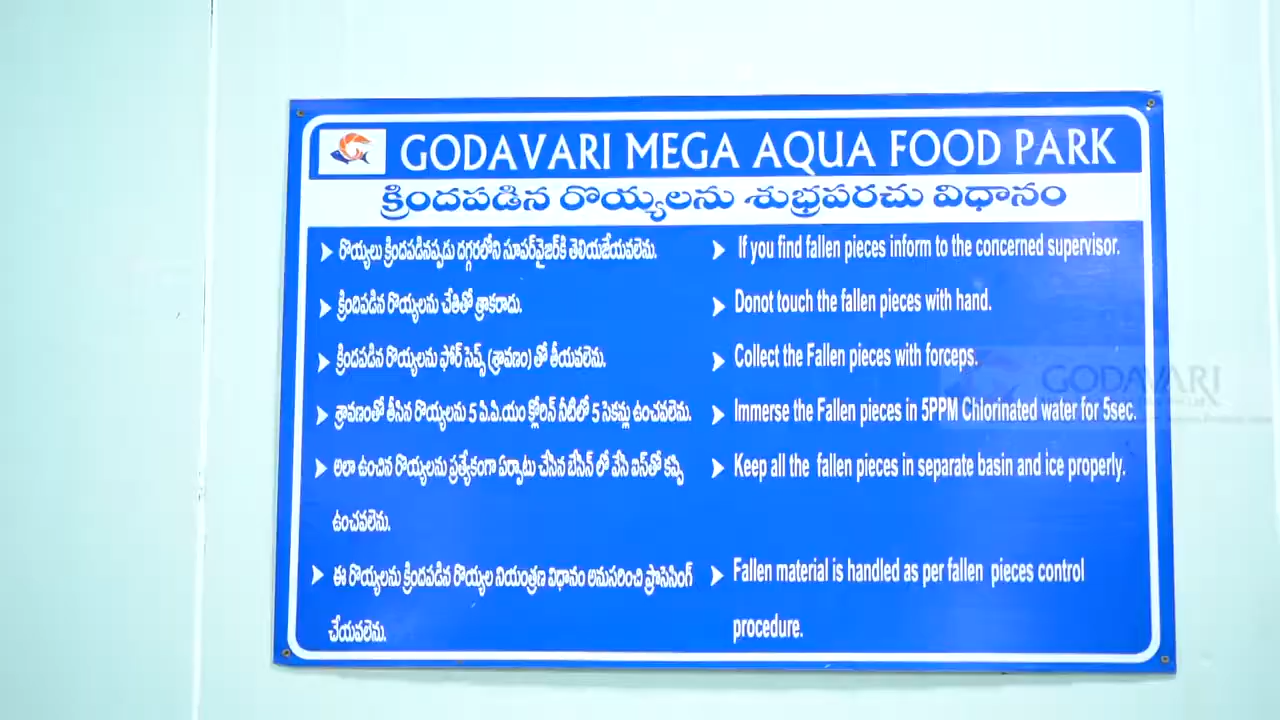 GODAVARI MEGA AQUA FOOD PARK
క్రిందపడిన రొయ్యలను శుభ్రపరచు విధానం
రొయ్యలు క్రిందపడినప్పడు దగ్గరలోని సూపర్‌వైజర్‌కి తెలియజేయవలెను.
క్రిందిపడిన రొయ్యలను చేతితో త్రాకరాదు.
క్రిందపడిన రొయ్యలను ఫోర్ సెప్స్ (శ్రావణం) తో తీయవలెను.
శ్రావణంతో తీసిన రొయ్యలను 5 పి.పి.యం క్లోరిన్ నీటిలో 5 సెకన్లు ఉంచవలెను.
అలా ఉంచిన రొయ్యలను ప్రత్యేకంగా ఏర్పాటు చేసిన బేసిన్ లో వేసి ఐస్‌తో కప్పి
ఉంచవలెను.
ఈ రొయ్యలను క్రిందపడిన రొయ్యల నియంత్రణ విధానం అనుసరించి ప్రాసెసింగ్
చేయవలెను.
If you find fallen pieces inform to the concerned supervisor.
Donot touch the fallen pieces with hand.
Collect the Fallen pieces with forceps.
Immerse the Fallen pieces in 5PPM Chlorinated water for 5sec.
Keep all the fallen pieces in separate basin and ice properly.
Fallen material is handled as per fallen pieces control
procedure.
GODAVARI